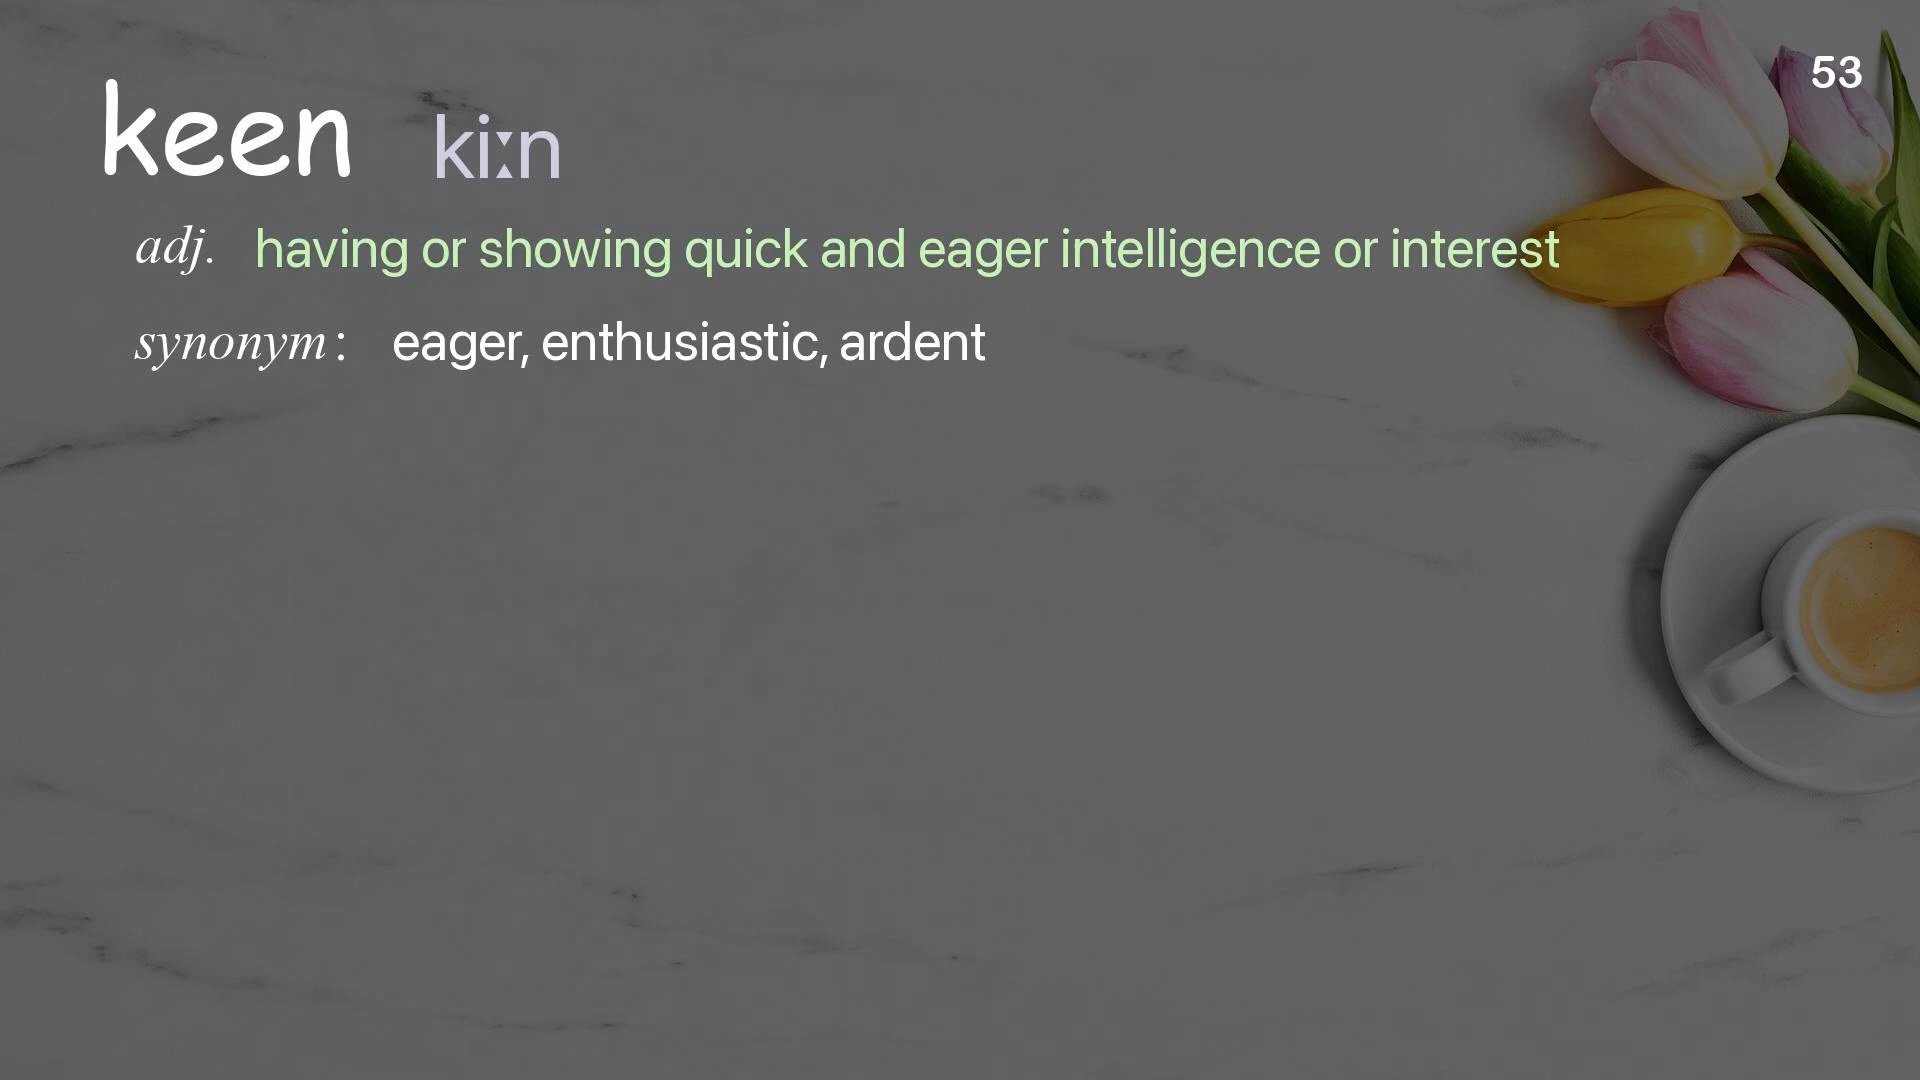 53
keen kiːn
adj. having or showing quick and eager intelligence or interest
synonym: eager, enthusiastic, ardent